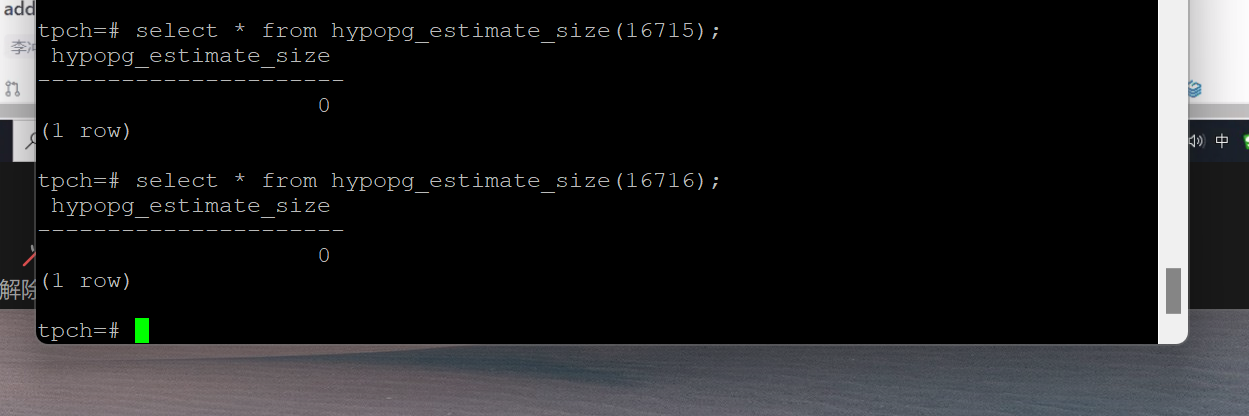 add
tpch=# select * from hypopg_estimate_size(16715);
 hypopg_estimate_size
----------------------
                    0
(1 row)
中
tpch=# select * from hypopg_estimate_size(16716);
 hypopg_estimate_size
----------------------
                    0
(1 row)
解除
tpch=#